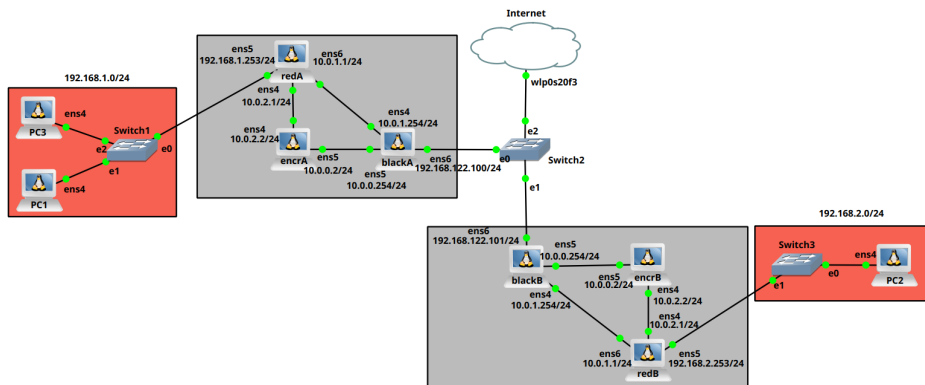 Internet
wlp0s20f3
e2
Switch2
e0
e1
192.168.1.0/24
PC3
ens4
Switch1
e2
e0
e1
PC1
ens4
ens5
192.168.1.253/24
ens6
10.0.1.1/24
redA
ens4
10.0.2.1/24
ens4
10.0.2.2/24
encrA
ens5
10.0.0.2/24
ens4
10.0.1.254/24
blackA
ens5
10.0.0.254/24
ens6
192.168.122.100/24
ens6
192.168.122.101/24
ens5
10.0.0.254/24
blackB
ens4
10.0.1.254/24
encrB
ens5
10.0.0.2/24
ens4
10.0.2.2/24
ens4
10.0.2.1/24
ens6
10.0.1.1/24
ens5
192.168.2.253/24
redB
192.168.2.0/24
Switch3
e0
e1
ens4
PC2